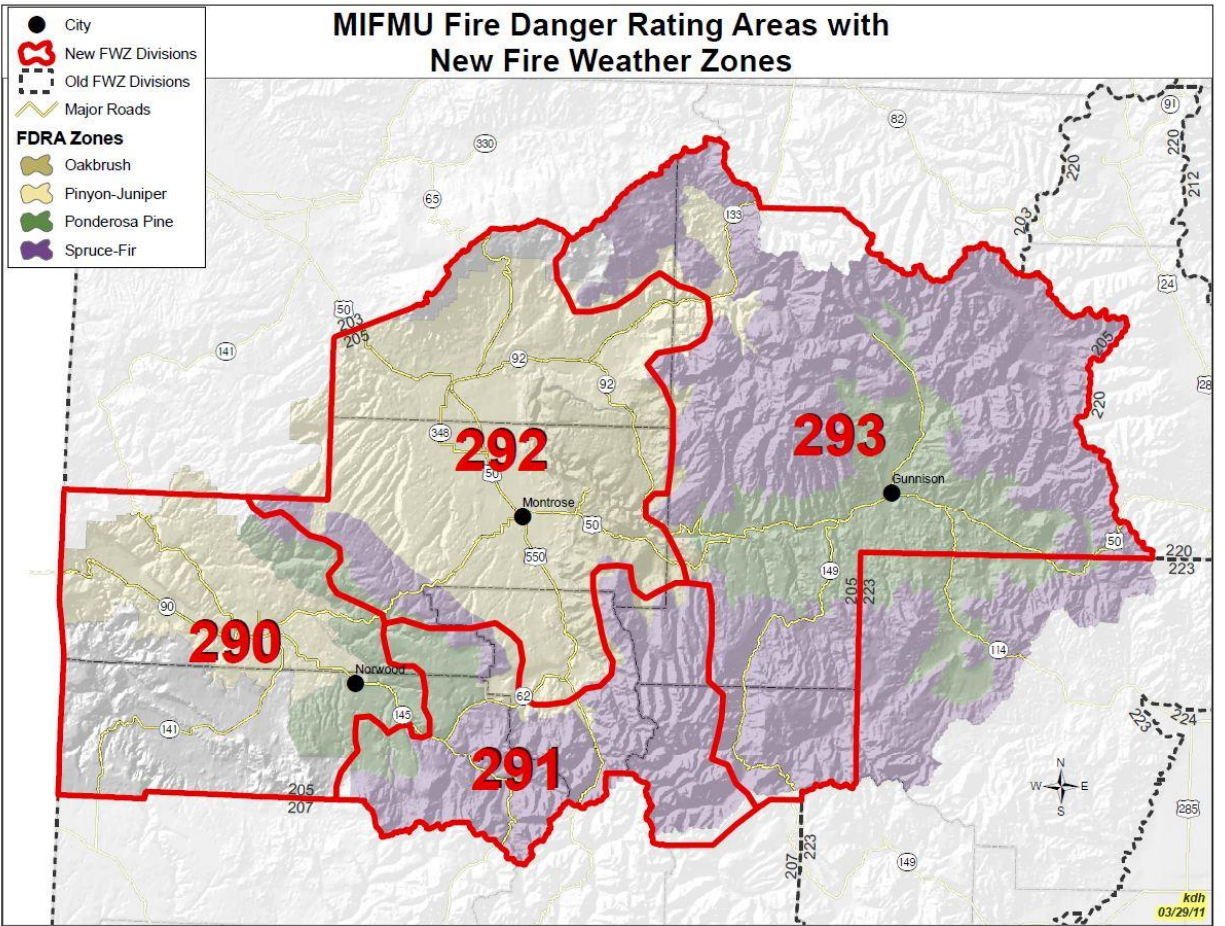 MIFMU Fire Danger Rating Areas with
New Fire Weather Zones
City
New FWZ Divisions
Old FWZ Divisions
Major Roads
FDRA Zones
Oakbrush
Pinyon-Juniper
Ponderosa Pine
Spruce-Fir
91
82
220
330
220
212
65
133
203
24
50
203
205
205
141
92
92
220
348
292
293
50
Gunnison
Montrose
50
50
550
220
223
149
205
223
90
290
114
Norwood
62
145
141
223
224
291
N
W
E
S
205
207
285
207
223
149
kdh
03/29/11